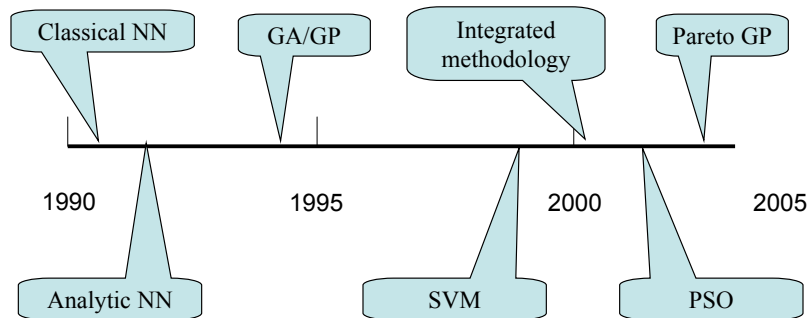 Classical NN
GA/GP
Integrated
methodology
Pareto GP
1990
1995
2000
2005
Analytic NN
SVM
PSO